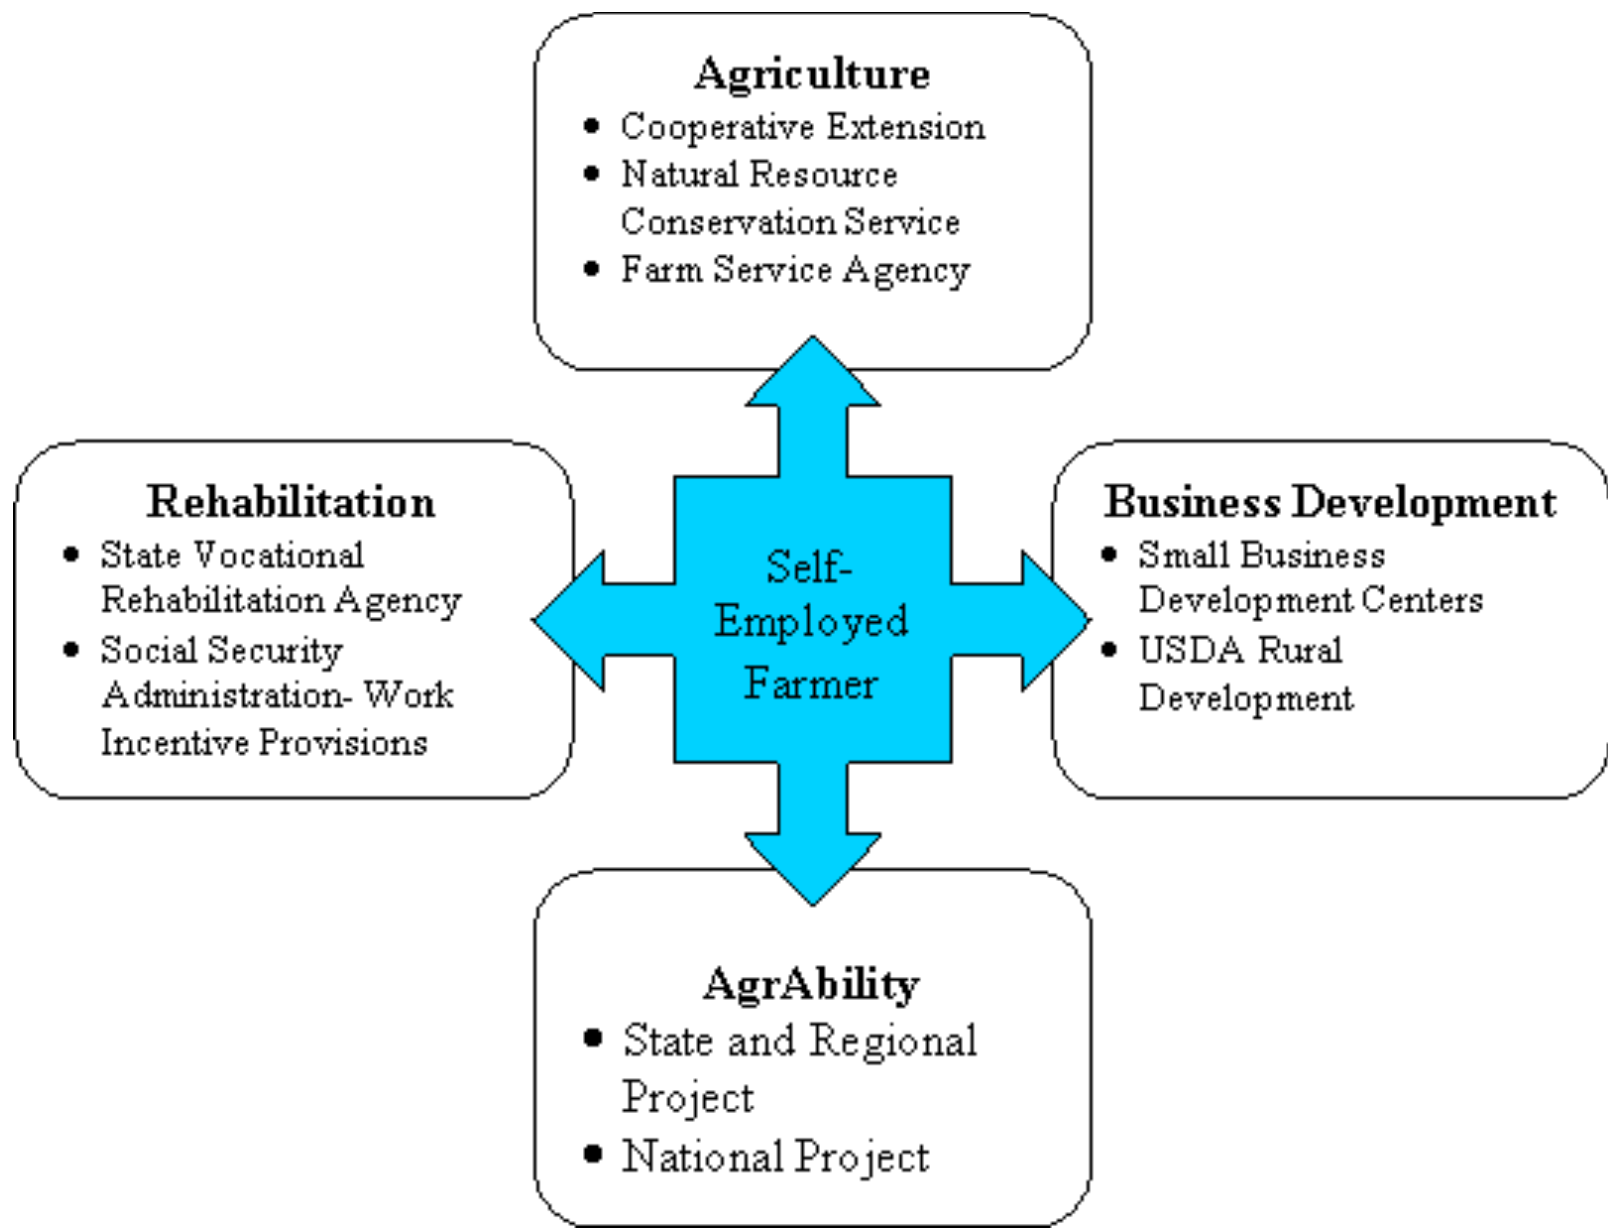 Agriculture
• Cooperative Extension
• Natural Resource
Conservation Service
• Farm Service Agency
Rehabilitation
• State Vocational
Rehabilitation Agency
• Social Security
Administration- Work
Incentive Provisions
Self-
Employed
Farmer
Business Development
• Small Business
Development Centers
• USDA Rural
Development
AgrAbility
• State and Regional
Project
• National Project